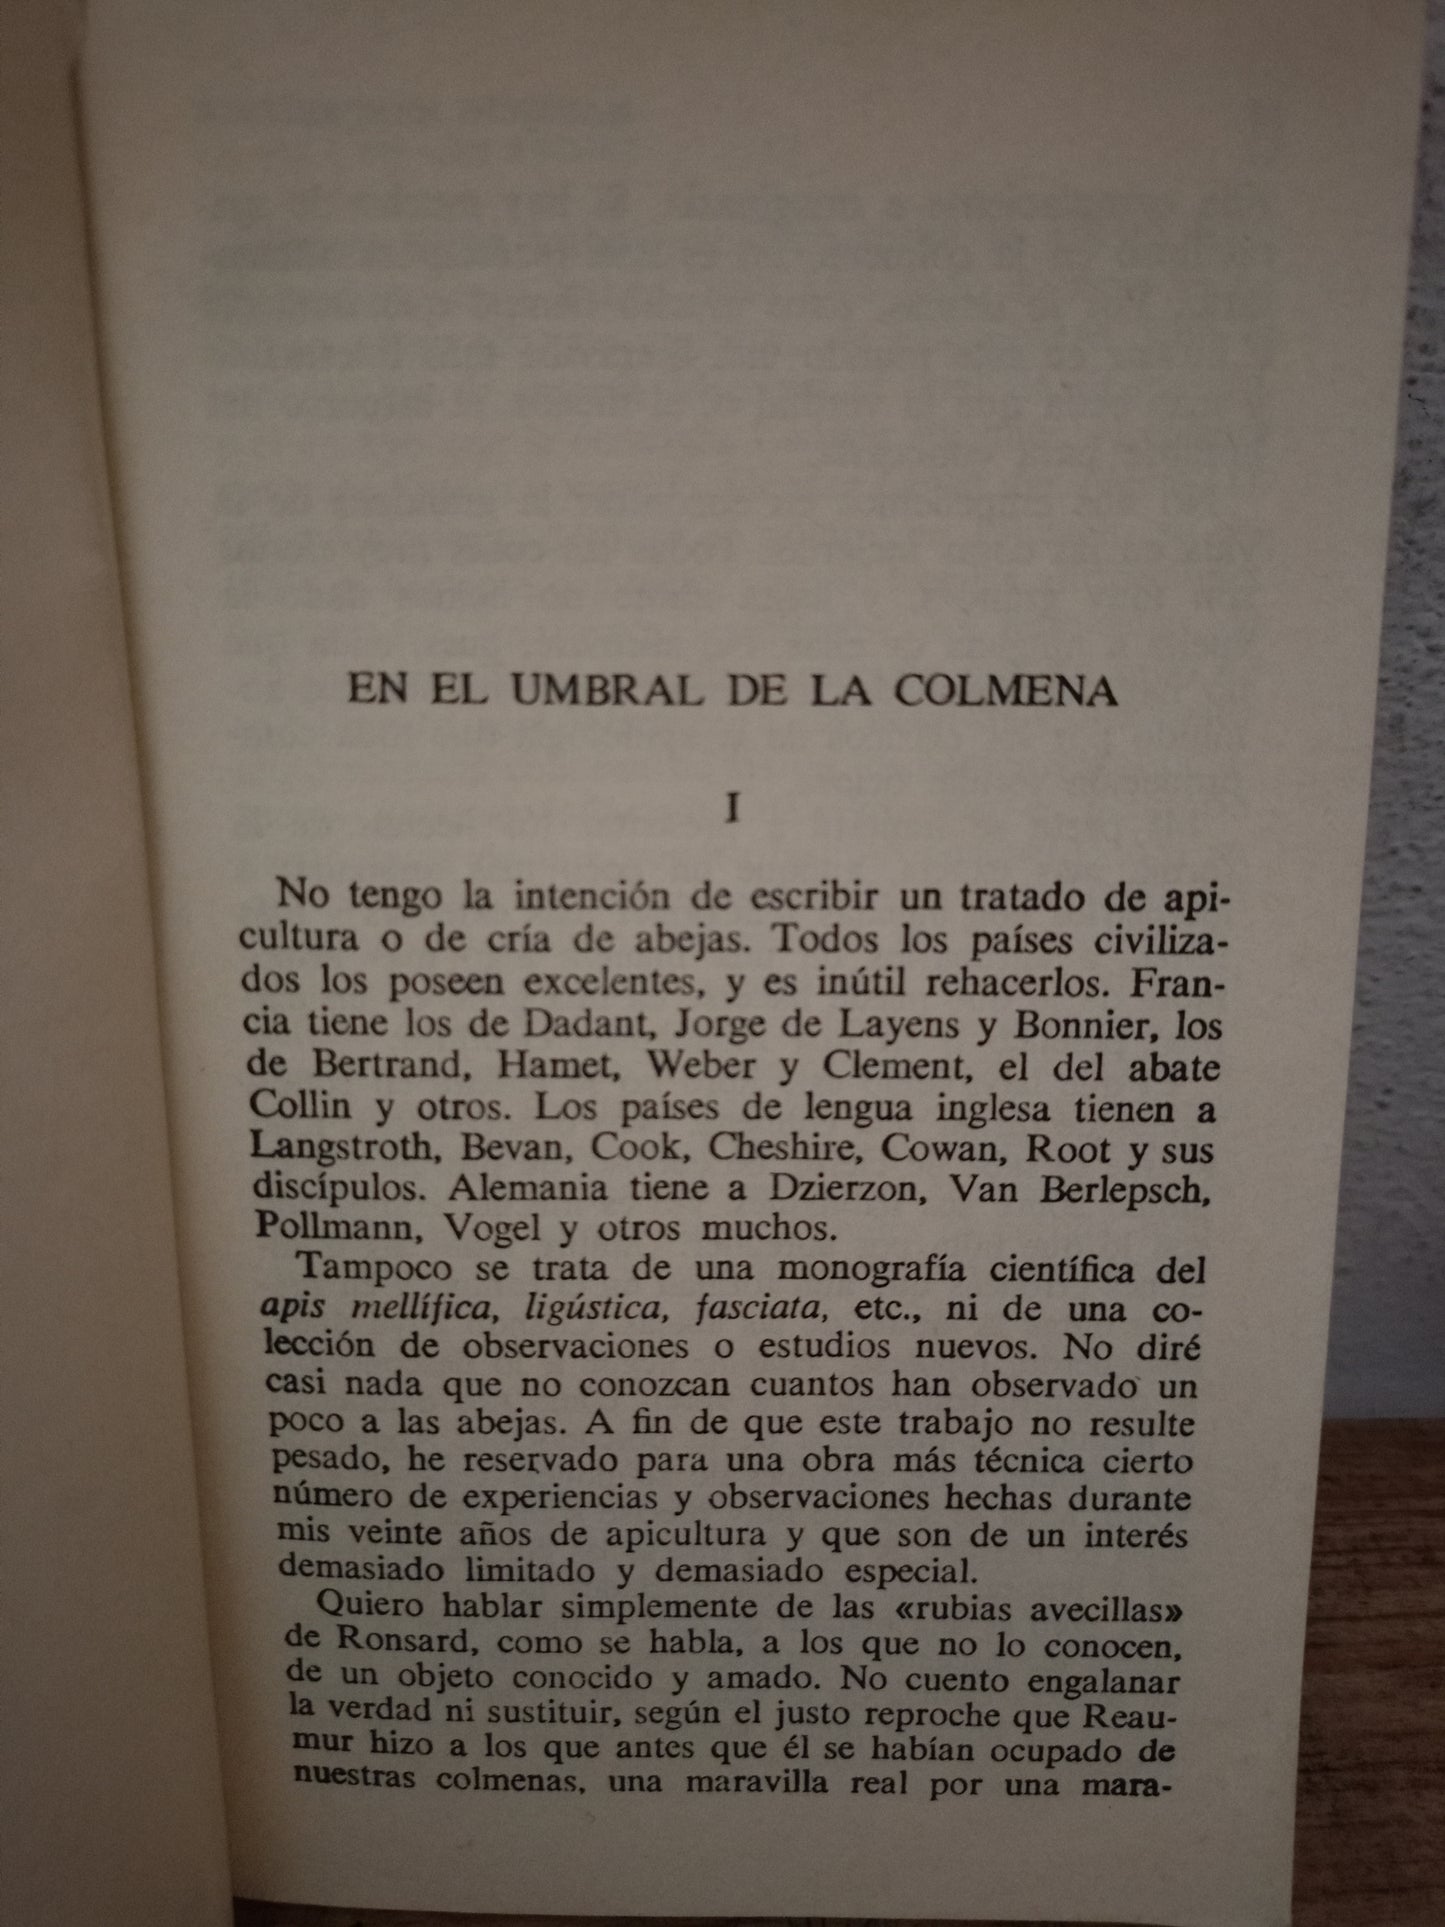 EN EL UMBRAL DE LA COLMENA
I
No tengo la intención de escribir un tratado de api-
cultura o de cría de abejas. Todos los países civiliza-
dos los poseen excelentes, y es inútil rehacerlos. Fran-
cia tiene los de Dadant, Jorge de Layens y Bonnier, los
de Bertrand, Hamet, Weber y Clement, el del abate
Collin y otros. Los países de lengua inglesa tienen a
Langstroth, Bevan, Cook, Cheshire, Cowan, Root y sus
discípulos. Alemania tiene a Dzierzon, Van Berlepsch,
Pollmann, Vogel y otros muchos.
Tampoco se trata de una monografía científica del
apis mellífica, ligústica, fasciata, etc., ni de una co-
lección de observaciones o estudios nuevos. No diré
casi nada que no conozcan cuantos han observado un
poco a las abejas. A fin de que este trabajo no resulte
pesado, he reservado para una obra más técnica cierto
número de experiencias y observaciones hechas durante
mis veinte años de apicultura y que son de un interés
demasiado limitado y demasiado especial.
Quiero hablar simplemente de las «rubias avecillas»
de Ronsard, como se habla, a los que no lo conocen,
de un objeto conocido y amado. No cuento engalanar
la verdad ni sustituir, según el justo reproche que Reau-
mur hizo a los que antes que él se habían ocupado de
nuestras colmenas, una maravilla real por una mara-